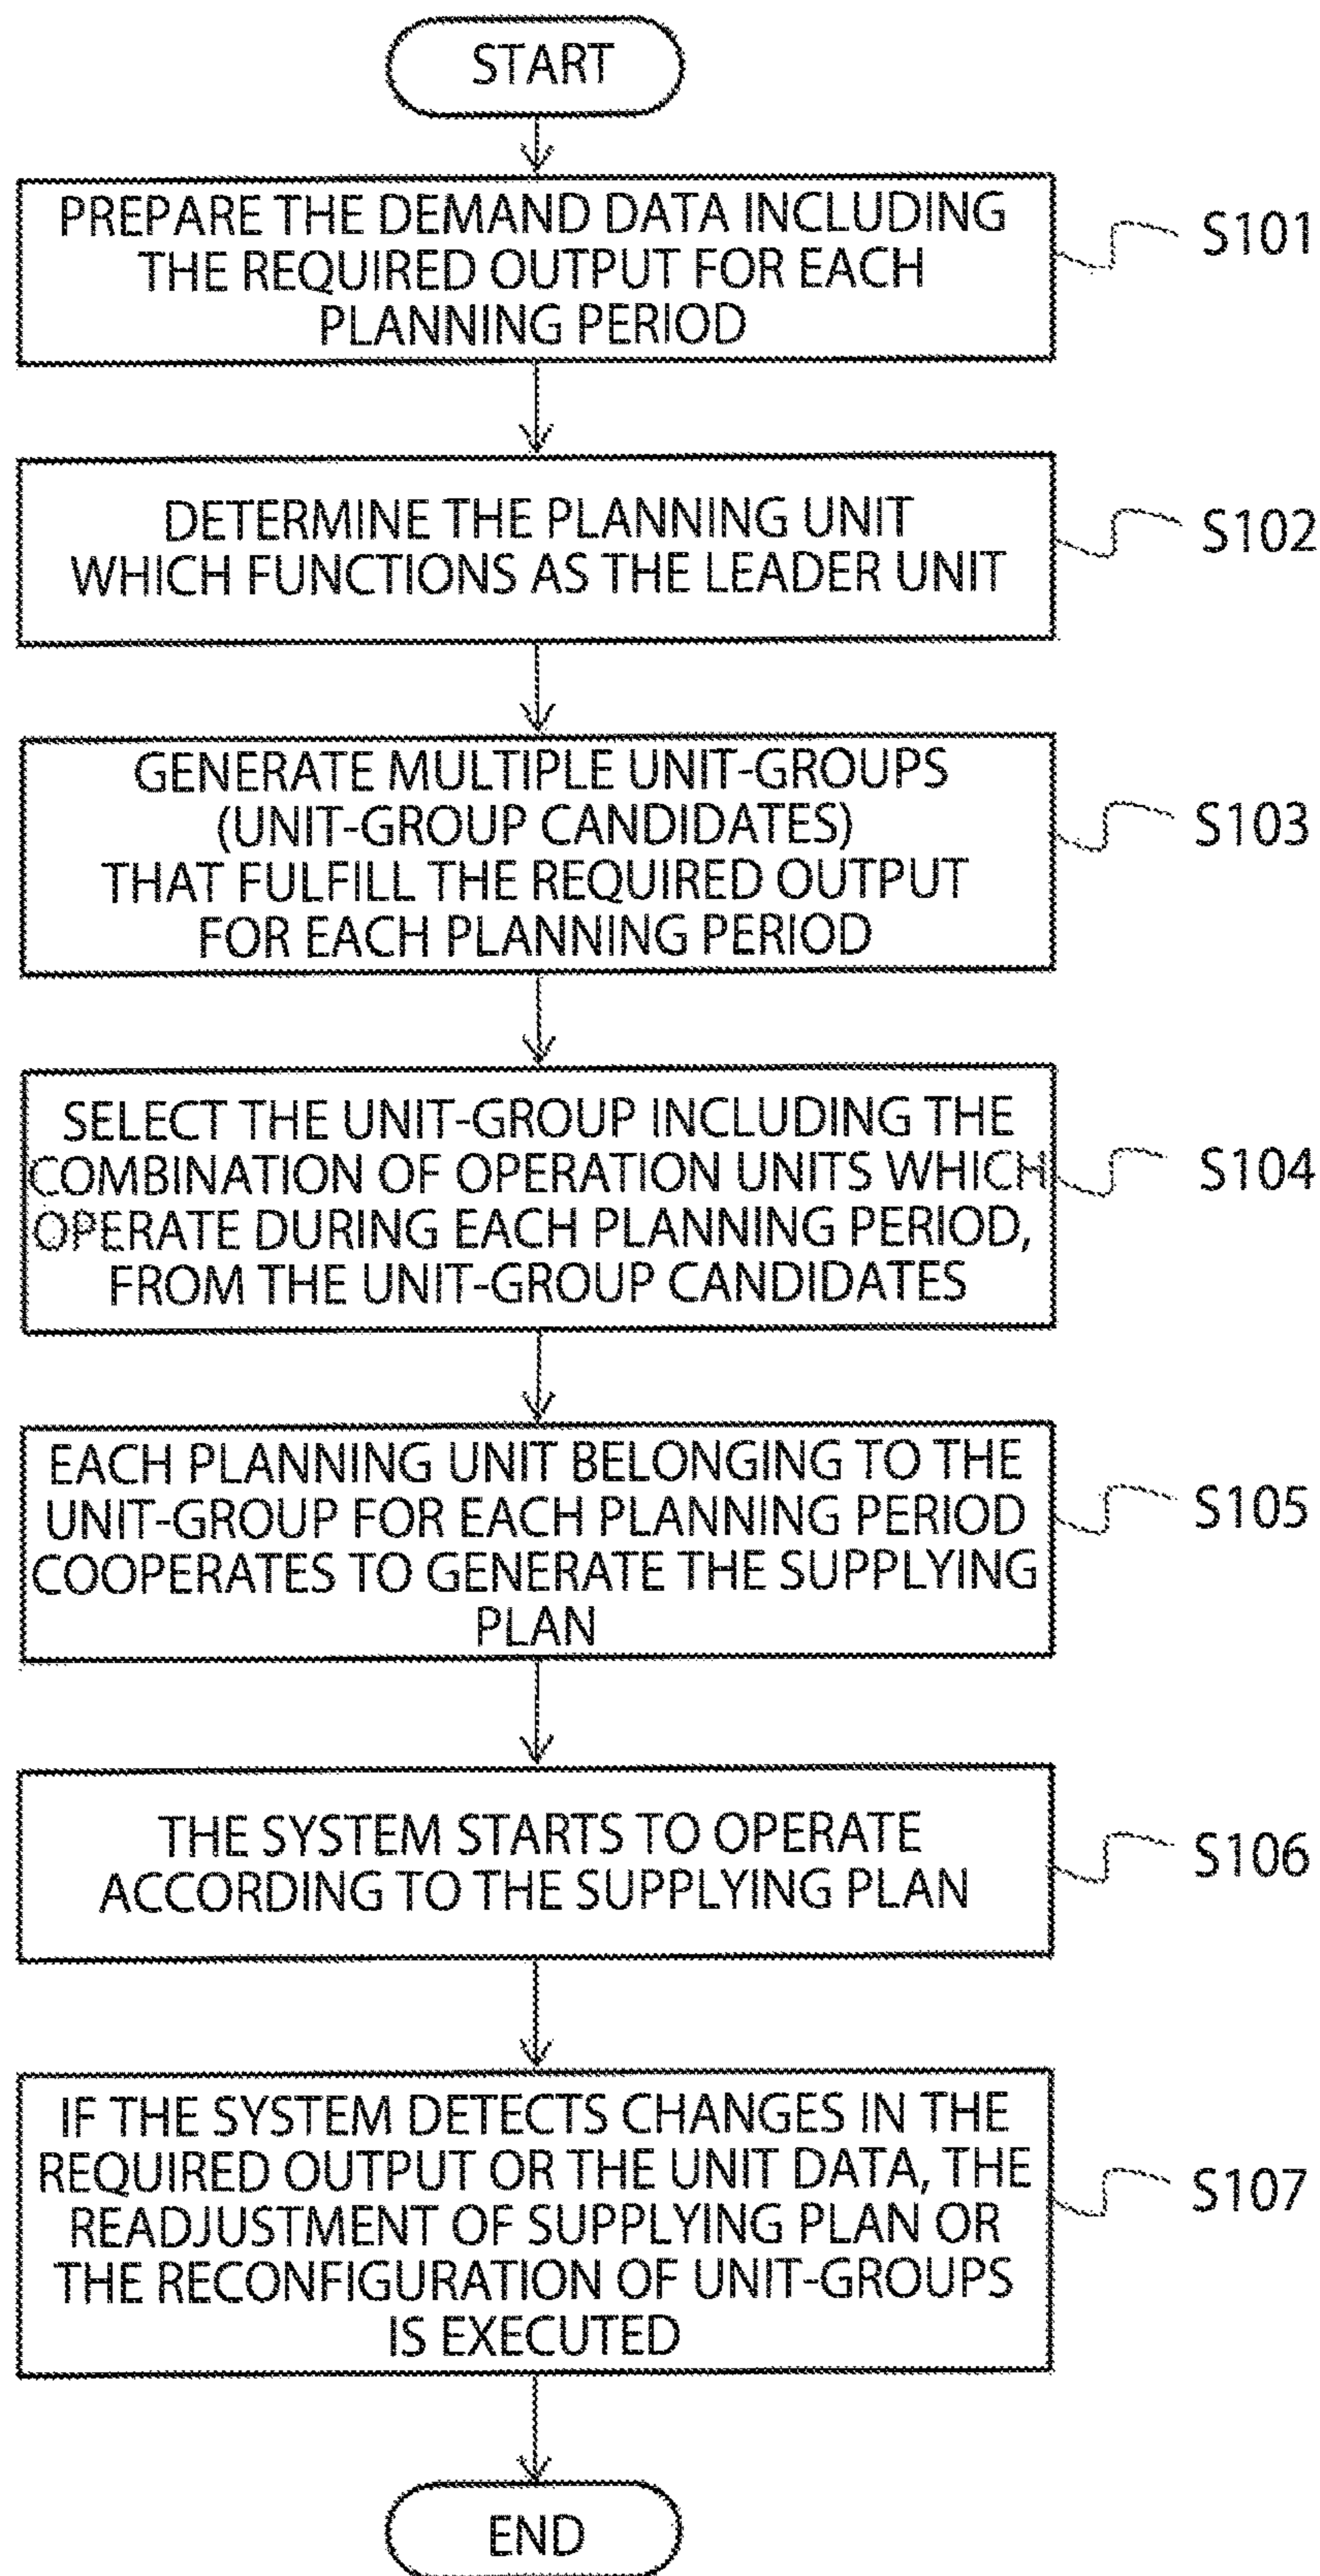 START
PREPARE THE DEMAND DATA INCLUDING
THE REQUIRED OUTPUT FOR EACH
PLANNING PERIOD
S101
DETERMINE THE PLANNING UNIT
WHICH FUNCTIONS AS THE LEADER UNIT
S102
GENERATE MULTIPLE UNIT-GROUPS
(UNIT-GROUP CANDIDATES)
THAT FULFILL THE REQUIRED OUTPUT
FOR EACH PLANNING PERIOD
S103
SELECT THE UNIT-GROUP INCLUDING THE
COMBINATION OF OPERATION UNITS WHICH
OPERATE DURING EACH PLANNING PERIOD,
FROM THE UNIT-GROUP CANDIDATES
S104
EACH PLANNING UNIT BELONGING TO THE
UNIT-GROUP FOR EACH PLANNING PERIOD
COOPERATES TO GENERATE THE SUPPLYING
PLAN
S105
THE SYSTEM STARTS TO OPERATE
ACCORDING TO THE SUPPLYING PLAN
S106
IF THE SYSTEM DETECTS CHANGES IN THE
REQUIRED OUTPUT OR THE UNIT DATA, THE
READJUSTMENT OF SUPPLYING PLAN OR
THE RECONFIGURATION OF UNIT-GROUPS
IS EXECUTED
S107
END